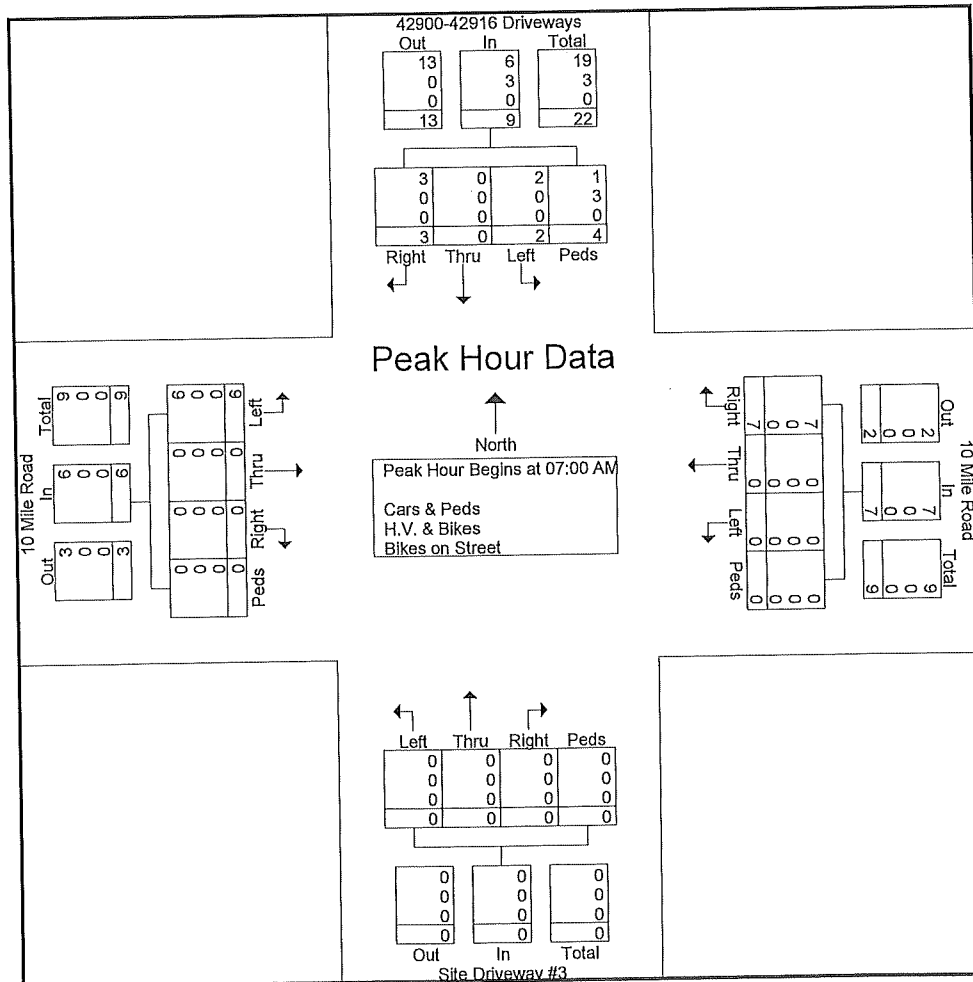 42900-42916 Driveways
Out In Total
13 6 19
0 3 3
0 0 0
13 9 22
3 0 2 1
0 0 0 3
0 0 0 0
3 0 2 4
Right Thru Left Peds
Peak Hour Data
North
Peak Hour Begins at 07:00 AM
Cars & Peds
H.V. & Bikes
Bikes on Street
10 Mile Road
Out In Total
3 6 9
0 0 0
0 0 0
3 6 9
0 0 0 6
0 0 0 0
0 0 0 0
0 0 0 6
Peds Right Thru Left
10 Mile Road
Out In Total
2 7 9
0 0 0
0 0 0
2 7 9
7 0 0 0
0 0 0 0
0 0 0 0
7 0 0 0
Right Thru Left Peds
Left Thru Right Peds
0 0 0 0
0 0 0 0
0 0 0 0
0 0 0 0
0 0 0
0 0 0
0 0 0
0 0 0
Out In Total
Site Driveway #3